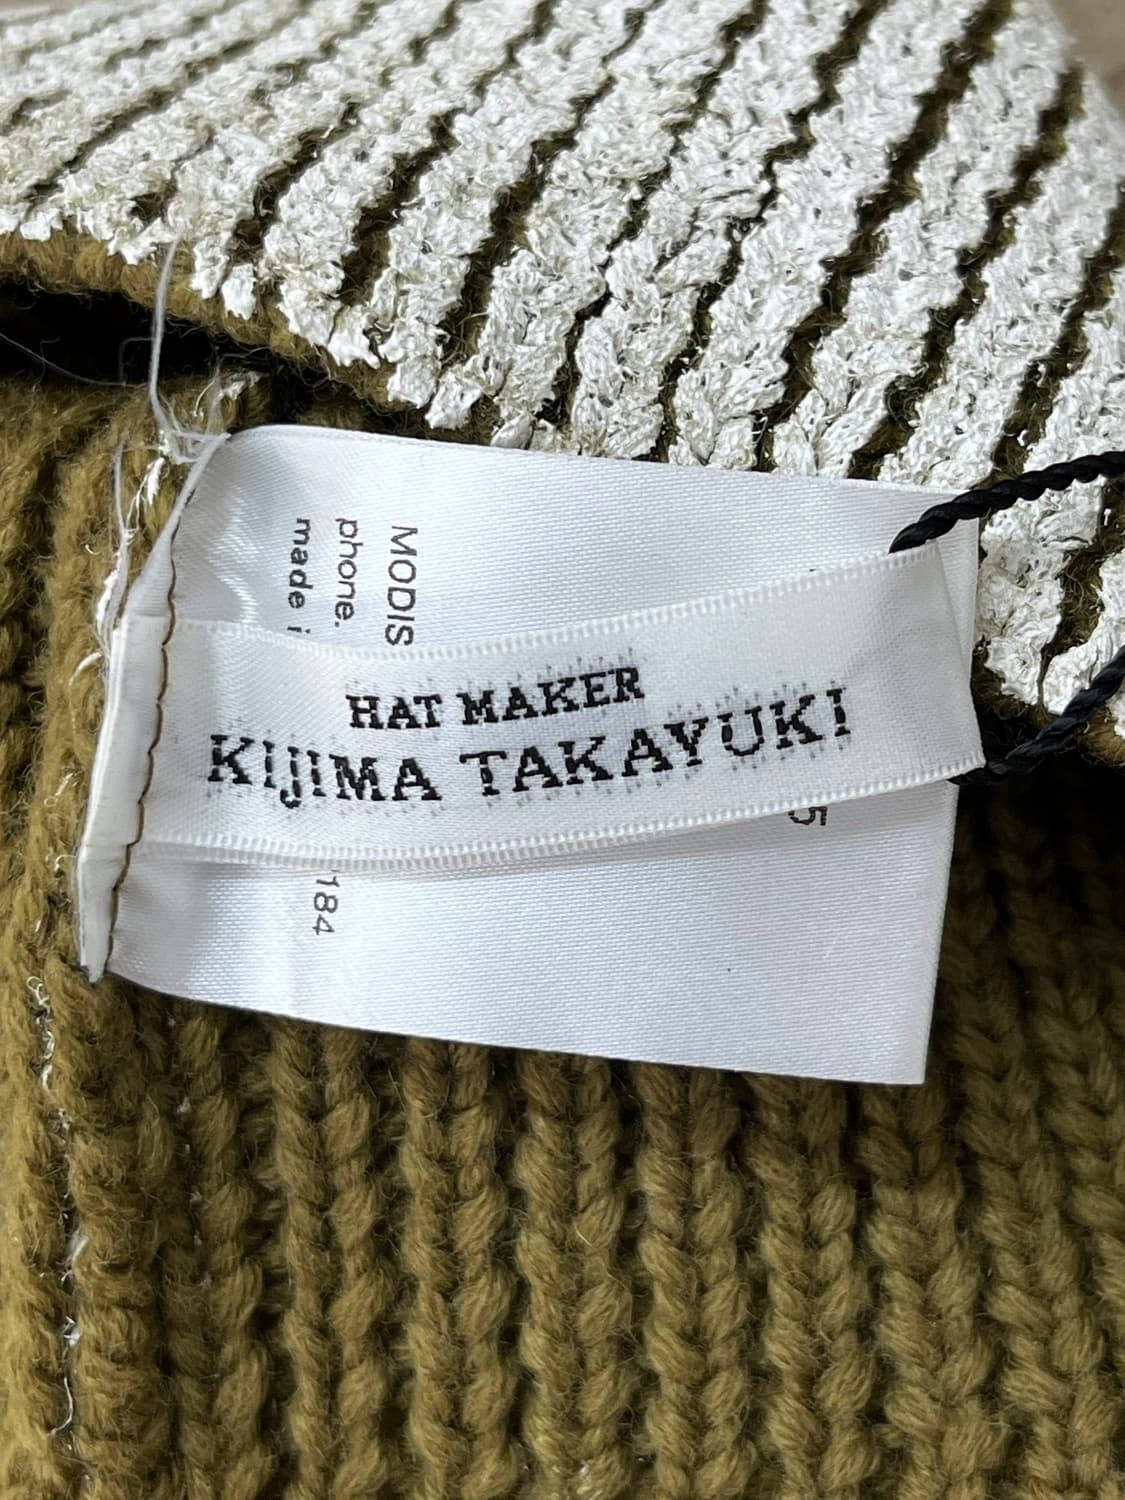 HAT MAKER
KIJIMA TAKAYUKI
MODIS
phone.
184
made i
5